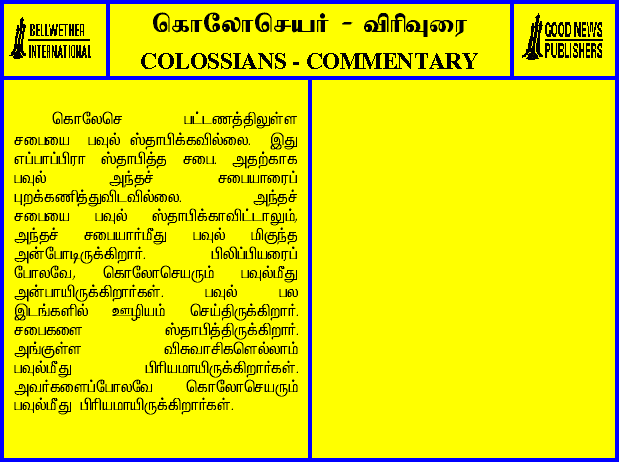 BELLWETHER
INTERNATIONAL
கொலோசெயர் - விரிவுரை
COLOSSIANS - COMMENTARY
GOOD NEWS
PUBLISHERS
கொலேசெ பட்டணத்திலுள்ள
சபையை பவுல் ஸ்தாபிக்கவில்லை. இது
எப்பாப்பிரா ஸ்தாபித்த சபை. அதற்காக
பவுல் அந்தச் சபையாரைப்
புறக்கணித்துவிடவில்லை. அந்தச்
சபையை பவுல் ஸ்தாபிக்காவிட்டாலும்,
அந்தச் சபையார்மீது பவுல் மிகுந்த
அன்போடிருக்கிறார். பிலிப்பியரைப்
போலவே, கொலோசெயரும் பவுல்மீது
அன்பாயிருக்கிறார்கள். பவுல் பல
இடங்களில் ஊழியம் செய்திருக்கிறார்.
சபைகளை ஸ்தாபித்திருக்கிறார்.
அங்குள்ள விசுவாசிகளெல்லாம்
பவுல்மீது பிரியமாயிருக்கிறார்கள்.
அவர்களைப்போலவே கொலோசெயரும்
பவுல்மீது பிரியமாயிருக்கிறார்கள்.